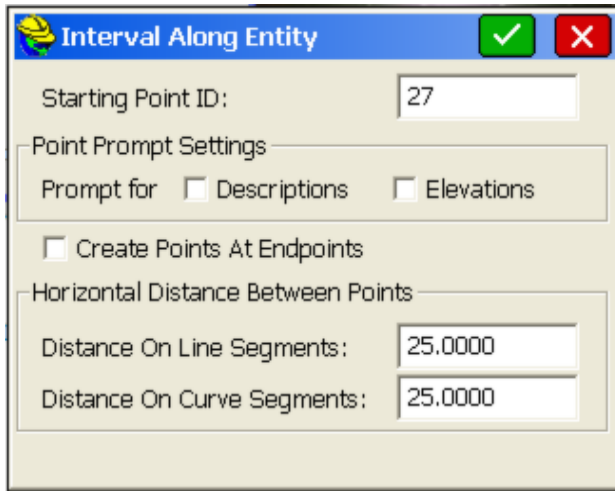 Interval Along Entity
Starting Point ID: 27
Point Prompt Settings
Prompt for Descriptions Elevations
Create Points At Endpoints
Horizontal Distance Between Points
Distance On Line Segments: 25.0000
Distance On Curve Segments: 25.0000